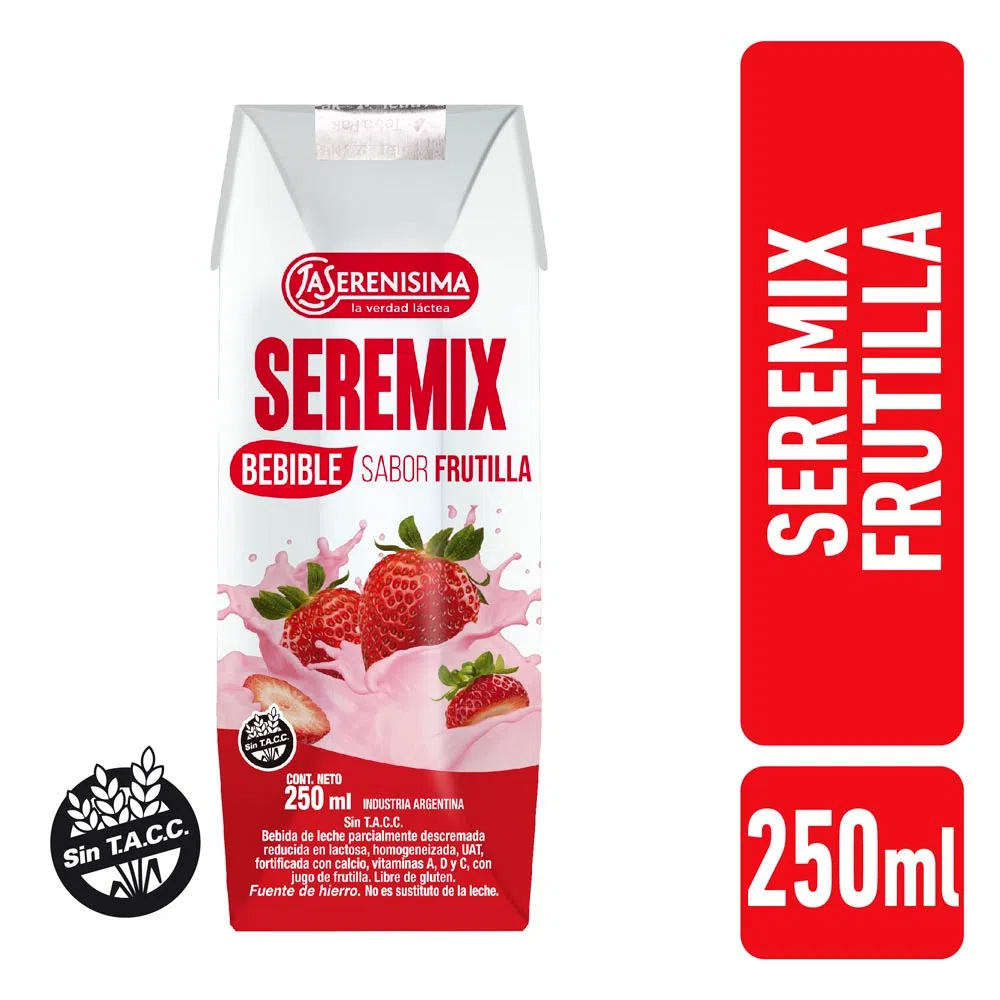 Tetra Pak
LA SERENISIMA
la verdad láctea
SEREMIX
BEBIBLE SABOR FRUTILLA
Sin T.A.C.C.
CONT. NETO
250 ml INDUSTRIA ARGENTINA
Sin T.A.C.C.
Bebida de leche parcialmente descremada
reducida en lactosa, homogeneizada, UAT,
fortificada con calcio, vitaminas A, D y C, con
jugo de frutilla. Libre de gluten.
Fuente de hierro. No es sustituto de la leche.
Sin T.A.C.C.
SEREMIX
FRUTILLA
250ml